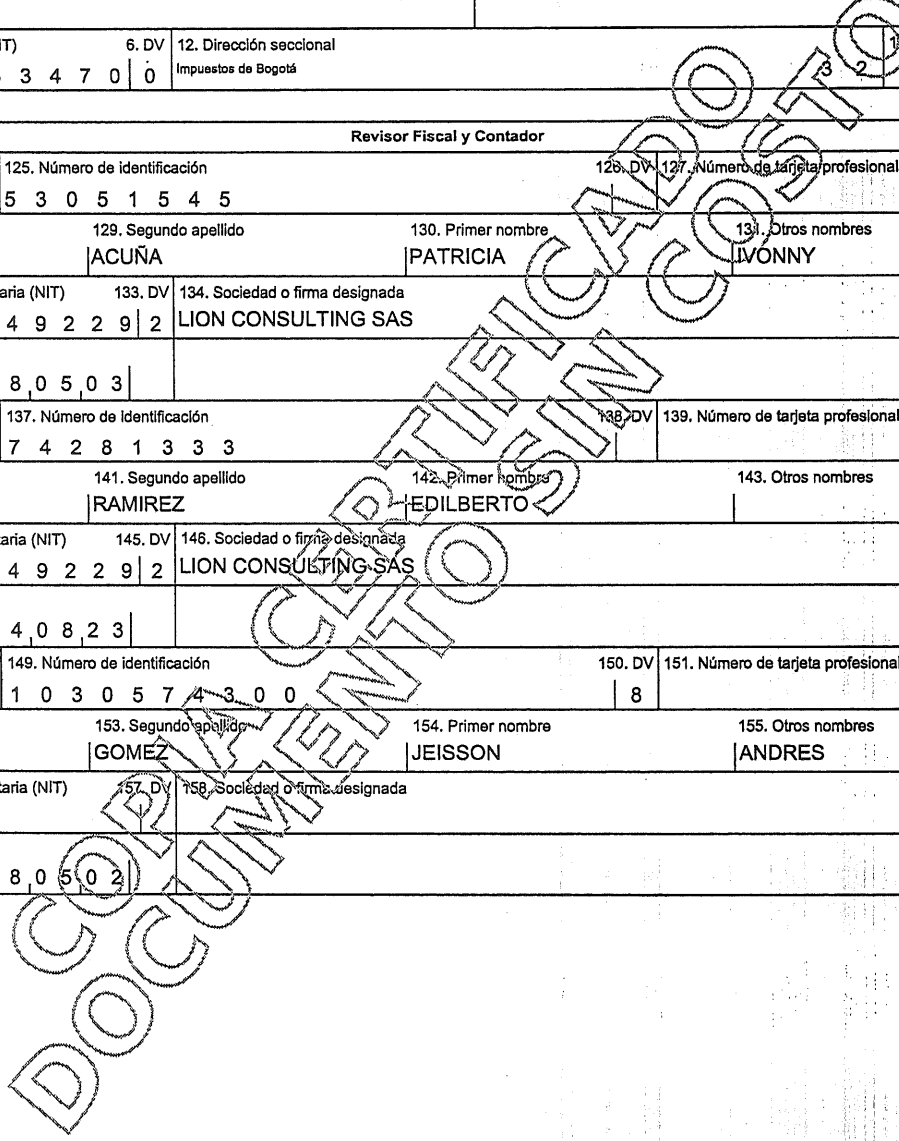 IT) 6. DV 12. Dirección seccional
3 4 7 0 0 Impuestos de Bogotá 3 2
Revisor Fiscal y Contador
125. Número de identificación 126. DV 127. Número de tarjeta profesional
5 3 0 5 1 5 4 5
129. Segundo apellido 130. Primer nombre 131. Otros nombres
ACUÑA PATRICIA IVONNY
aria (NIT) 133. DV 134. Sociedad o firma designada
4 9 2 2 9 2 LION CONSULTING SAS
8 0 5 0 3
137. Número de identificación 138. DV 139. Número de tarjeta profesional
7 4 2 8 1 3 3 3
141. Segundo apellido 142. Primer nombre 143. Otros nombres
RAMIREZ EDILBERTO
taria (NIT) 145. DV 146. Sociedad o firma designada
4 9 2 2 9 2 LION CONSULTING SAS
4 0 8 2 3
149. Número de identificación 150. DV 151. Número de tarjeta profesional
1 0 3 0 5 7 4 3 0 0 8
153. Segundo apellido 154. Primer nombre 155. Otros nombres
GOMEZ JEISSON ANDRES
taria (NIT) 157. DV 158. Sociedad o firma designada
8 0 5 0 2
COPIA CERTIFICADO
DOCUMENTO SIN COSTO